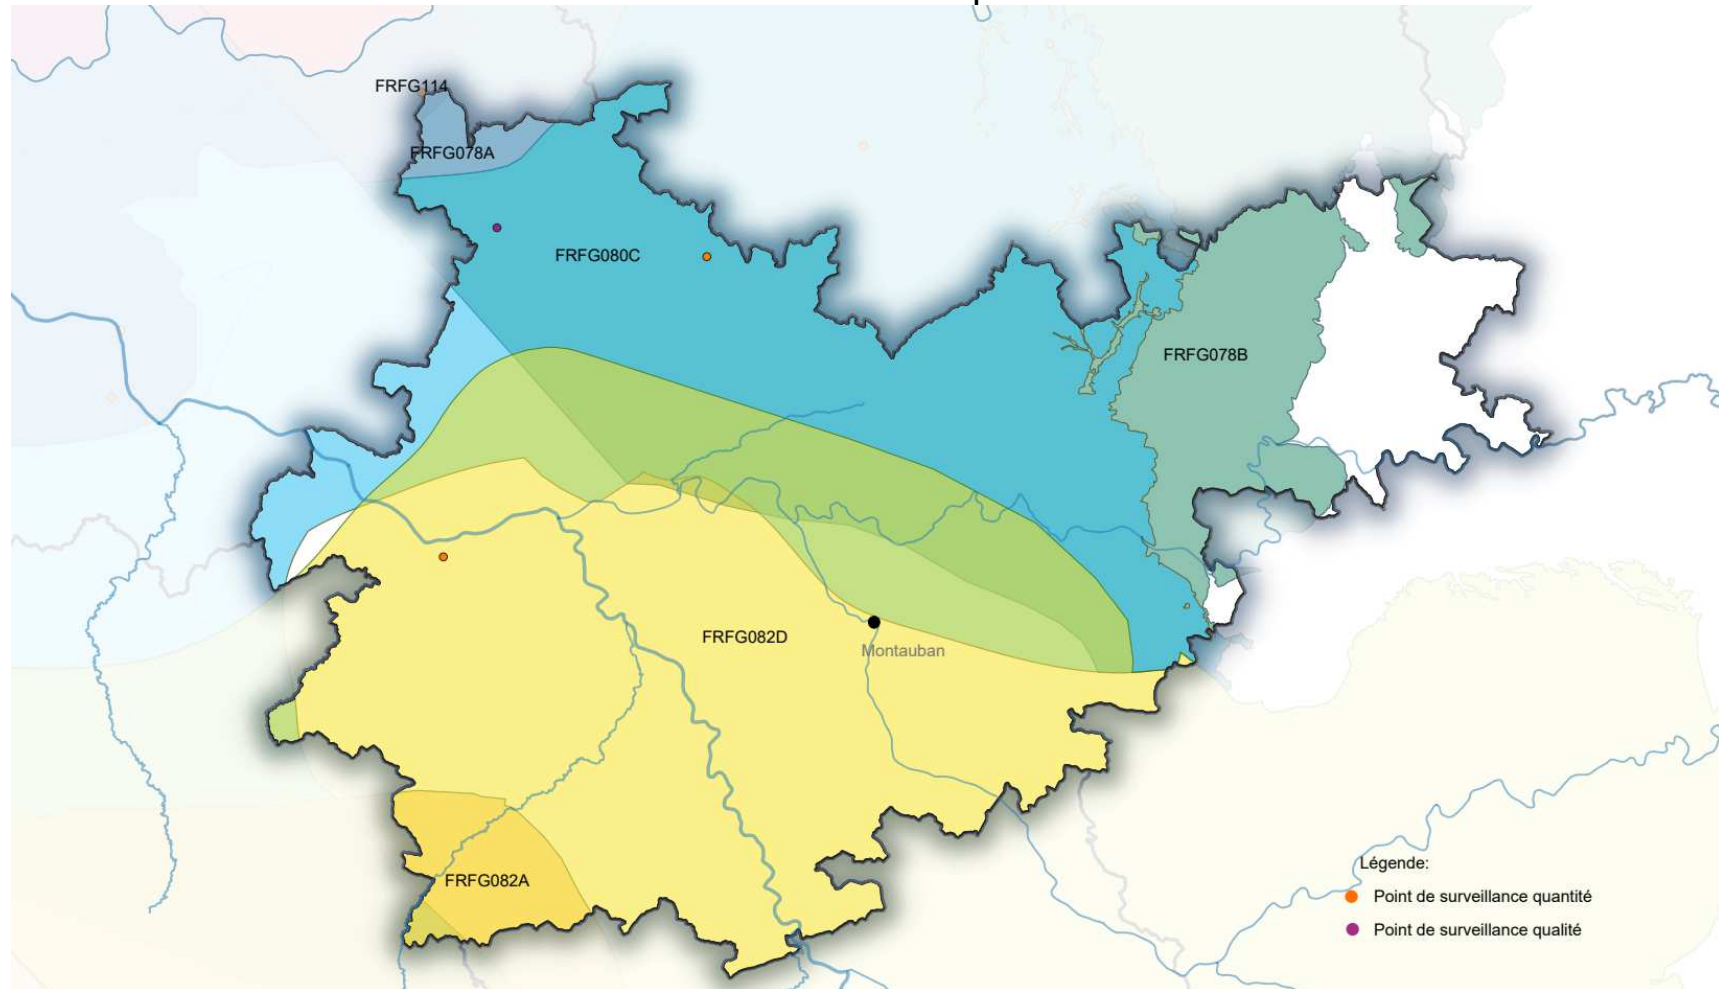 FRFG114
FRFG078A
FRFG080C
FRFG078B
FRFG082D
Montauban
FRFG082A
Légende:
Point de surveillance quantité
Point de surveillance qualité